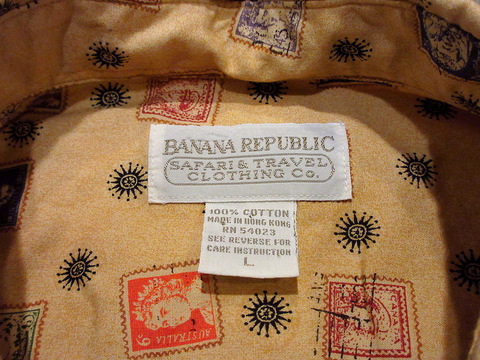 BANANA REPUBLIC
SAFARI & TRAVEL
CLOTHING Co.
100% COTTON
MADE IN HONG KONG
RN 54023
SEE REVERSE FOR
CARE INSTRUCTION
L
AUSTRALIA